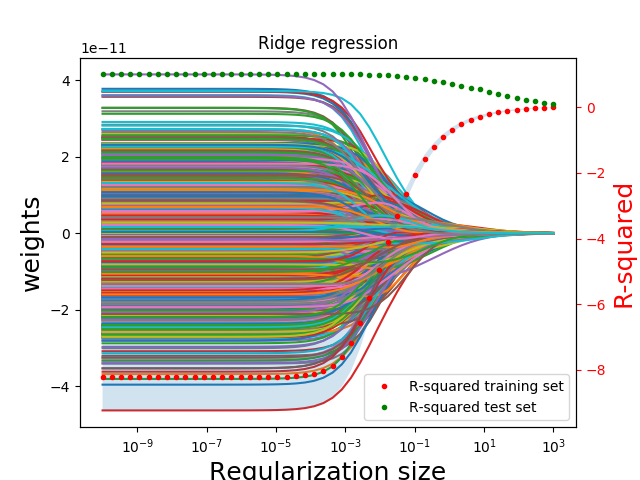 Ridge regression
1e−11
4
2
0
−2
−4
weights
0
−2
−4
−6
−8
R-squared
R-squared training set
R-squared test set
10⁻⁹ 10⁻⁷ 10⁻⁵ 10⁻³ 10⁻¹ 10¹ 10³
Regularization size